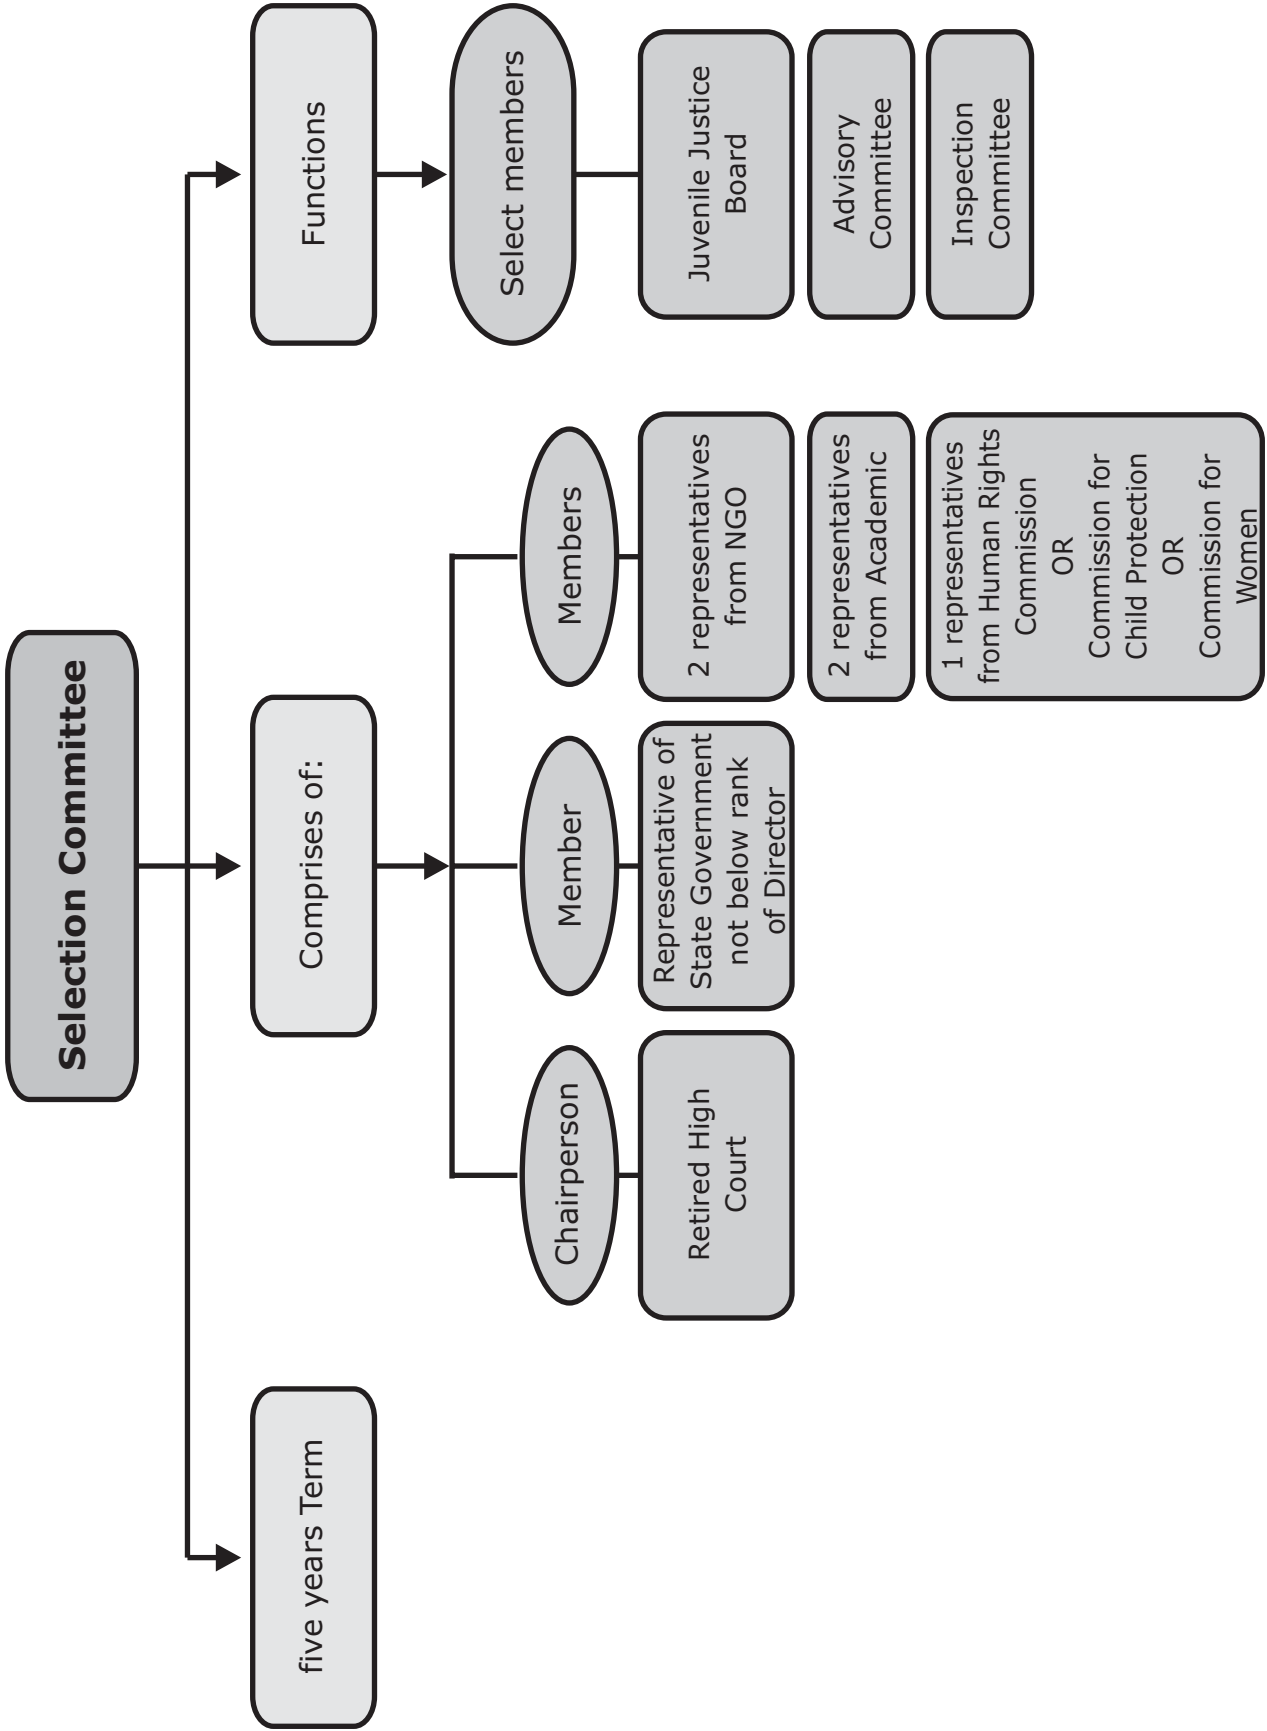 Selection Committee
five years Term
Comprises of:
Functions
Chairperson
Member
Members
Select members
Retired High
Court
Representative of
State Government
not below rank
of Director
2 representatives
from NGO
2 representatives
from Academic
1 representatives
from Human Rights
Commission
OR
Commission for
Child Protection
OR
Commission for
Women
Juvenile Justice
Board
Advisory
Committee
Inspection
Committee